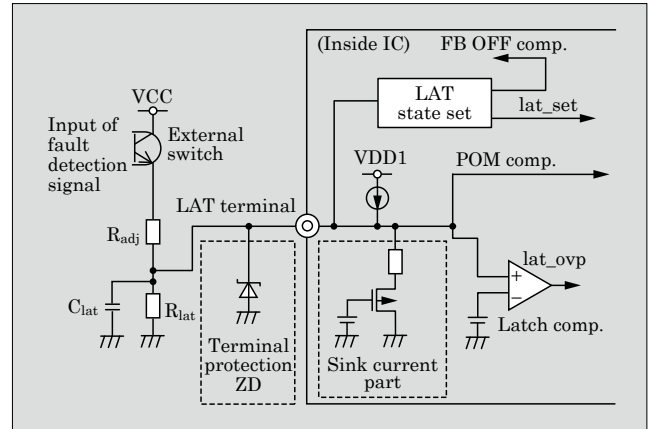 (Inside IC)
FB OFF comp.
LAT
state set
lat_set
VCC
Input of
fault
detection
signal
External
switch
VDD1
POM comp.
LAT terminal
Radj
lat_ovp
+
−
Clat
Rlat
Latch comp.
Terminal
protection
ZD
Sink current
part